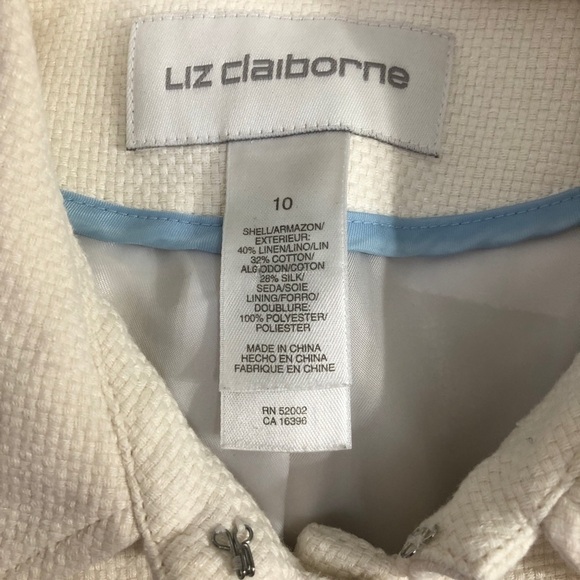 Liz claiborne
10
SHELL/ARMAZON/
EXTERIEUR:
40% LINEN/LINO/LIN
32% COTTON/
ALGODON/COTON
28% SILK/
SEDA/SOIE
LINING/FORRO/
DOUBLURE:
100% POLYESTER/
POLIESTER
MADE IN CHINA
HECHO EN CHINA
FABRIQUE EN CHINE
RN 52002
CA 16396